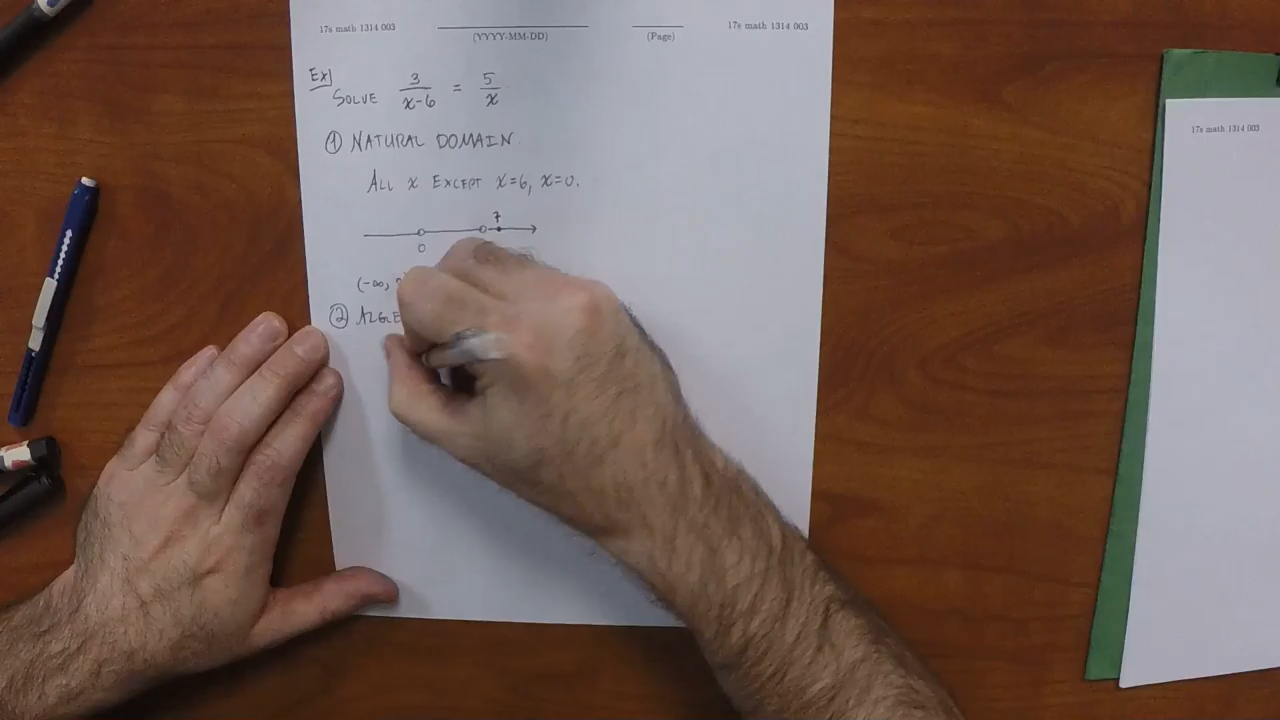 17s math 1314 003 (YYYY-MM-DD) (Page) 17s math 1314 003
Ex] SOLVE 3/(x-6) = 5/x
① NATURAL DOMAIN.
ALL x EXCEPT x=6, x=0.
7
0
(-∞,
②
17s math 1314 003